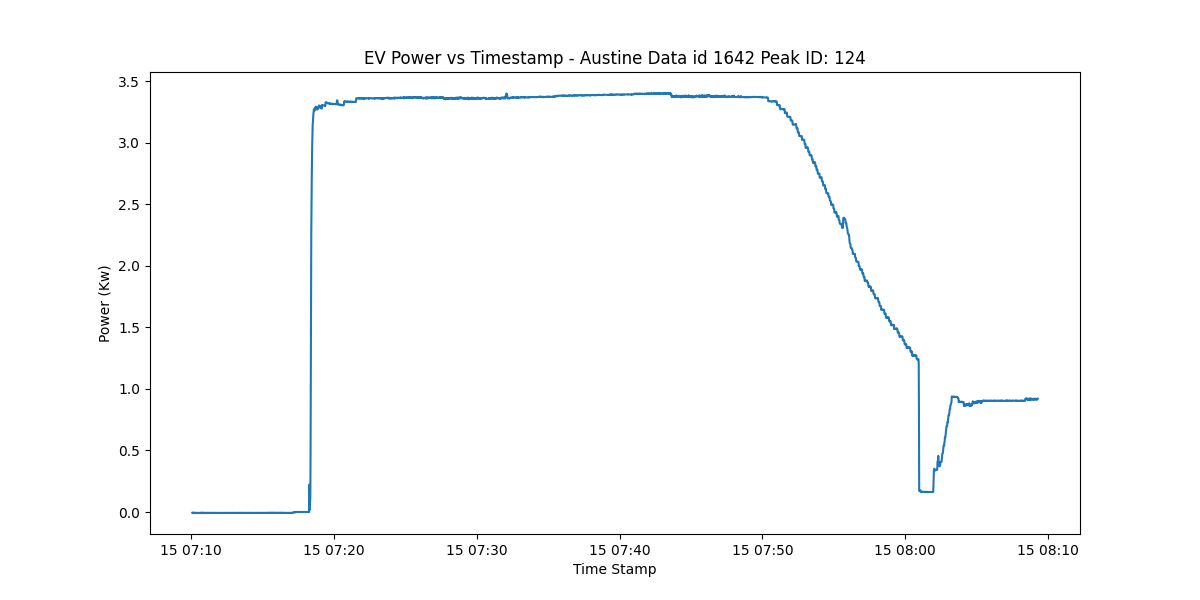 EV Power vs Timestamp - Austine Data id 1642 Peak ID: 124
3.5
3.0
2.5
2.0
1.5
1.0
0.5
0.0
Power (Kw)
15 07:10 15 07:20 15 07:30 15 07:40 15 07:50 15 08:00 15 08:10
Time Stamp